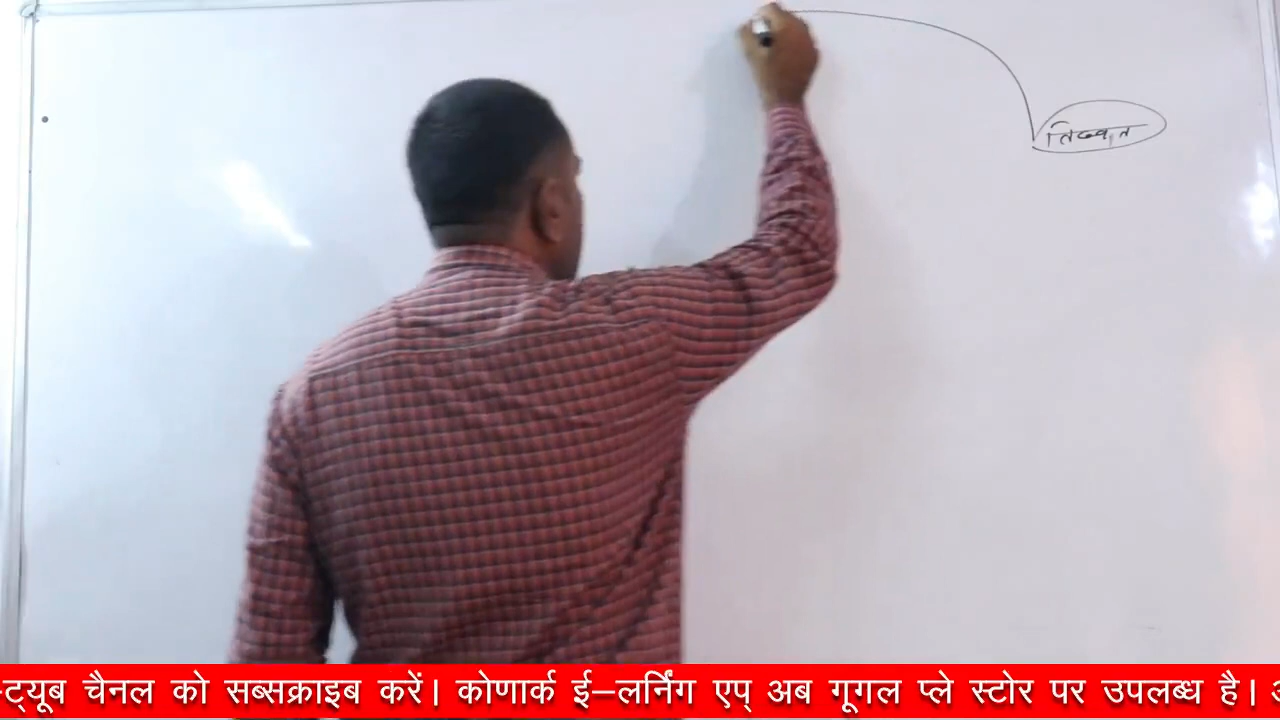 तिब्बत
-ट्यूब चैनल को सब्सक्राइब करें। कोणार्क ई–लर्निंग एप् अब गूगल प्ले स्टोर पर उपलब्ध है।